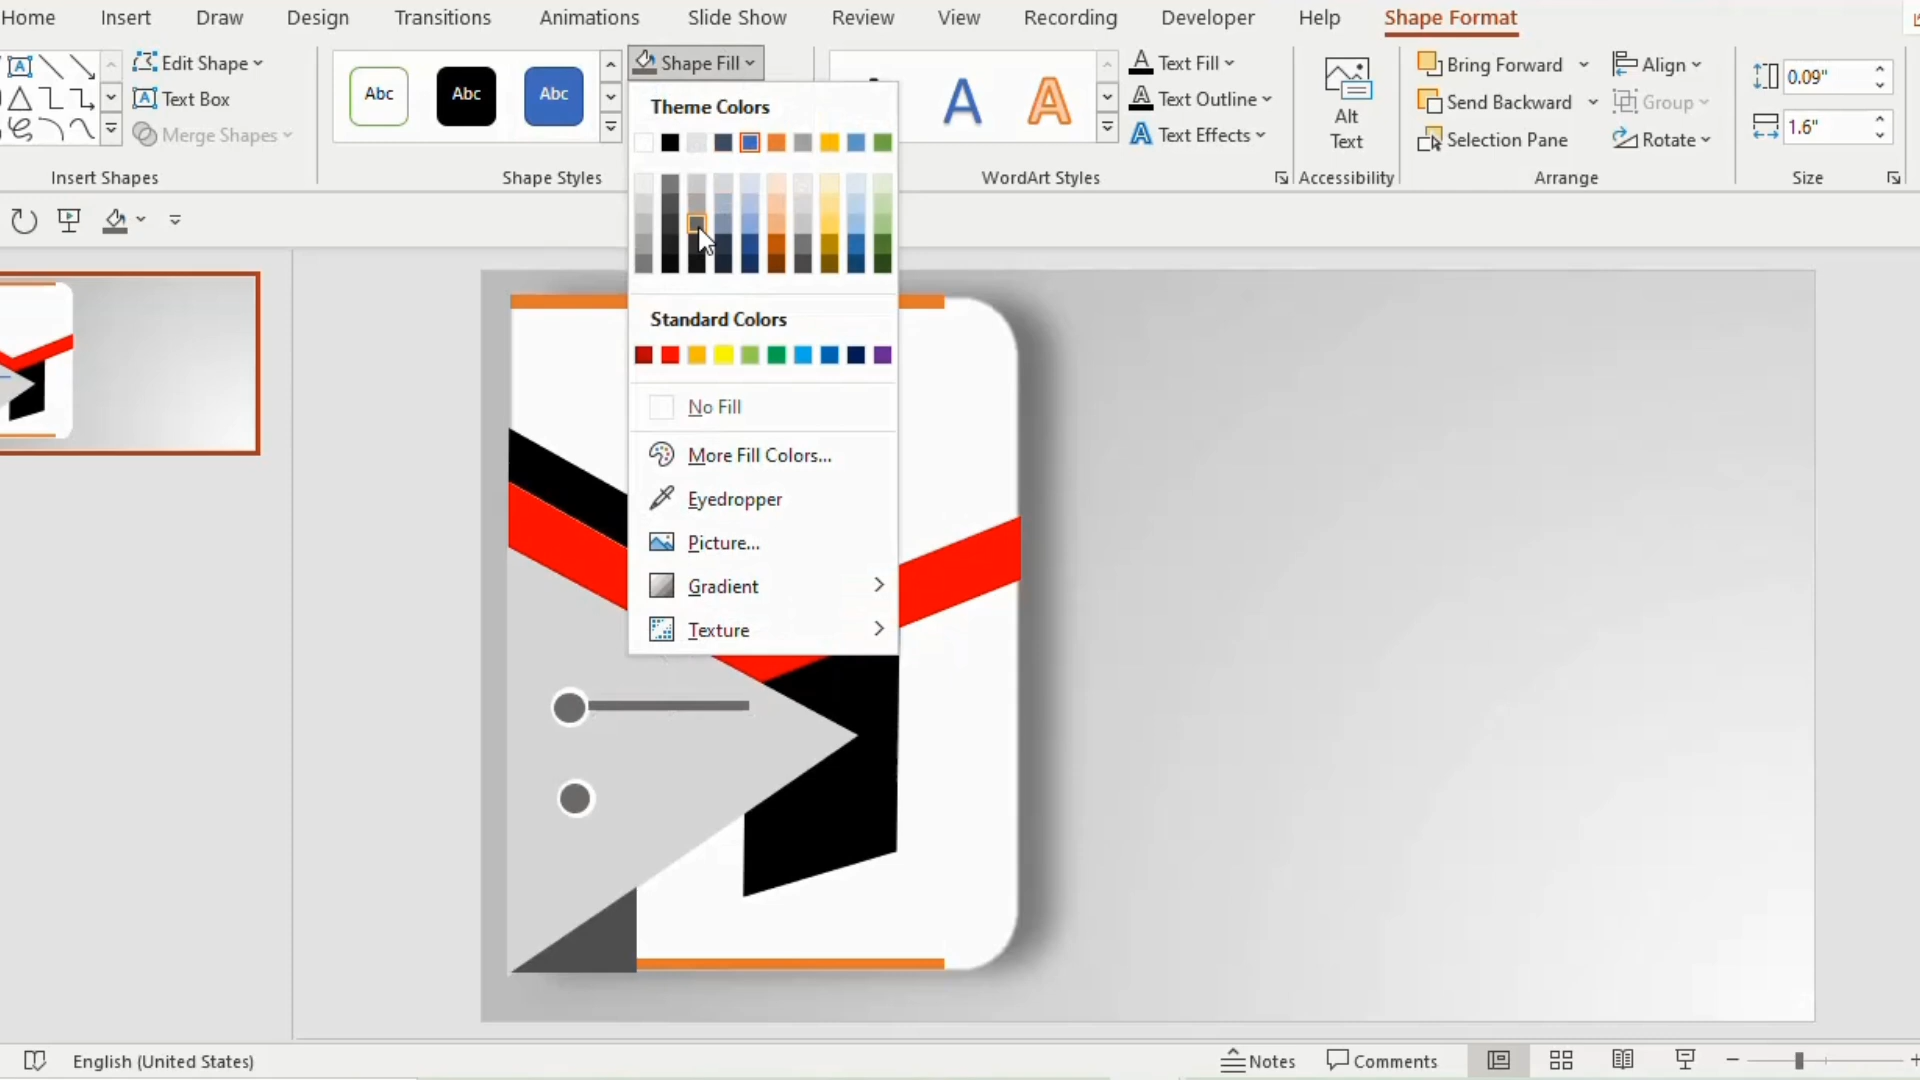 Home Insert Draw Design Transitions Animations Slide Show Review View Recording Developer Help Shape Format
Edit Shape
Text Box
Merge Shapes
Insert Shapes
Abc Abc Abc
Shape Styles
Shape Fill
Theme Colors
Standard Colors
No Fill
More Fill Colors...
Eyedropper
Picture...
Gradient
Texture
A A
WordArt Styles
Text Fill
Text Outline
Text Effects
Alt
Text
Accessibility
Bring Forward
Send Backward
Selection Pane
Align
Group
Rotate
Arrange
0.09"
1.6"
Size
English (United States)
Notes Comments